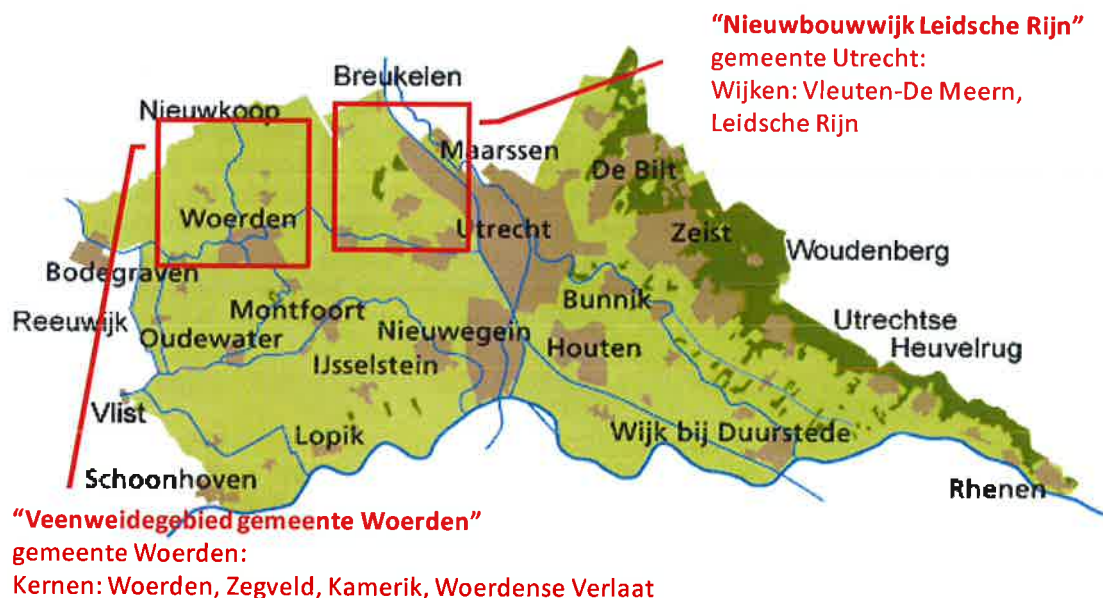 “Nieuwbouwwijk Leidsche Rijn”
gemeente Utrecht:
Wijken: Vleuten-De Meern,
Leidsche Rijn
Breukelen
Nieuwkoop
Maarssen
De Bilt
Woerden
Utrecht
Zeist
Woudenberg
Bodegraven
Bunnik
Montfoort
Reeuwijk
Oudewater
Nieuwegein
Utrechtse
Heuvelrug
Houten
IJsselstein
Vlist
Lopik
Wijk bij Duurstede
Schoonhoven
Rhenen
“Veenweidegebied gemeente Woerden”
gemeente Woerden:
Kernen: Woerden, Zegveld, Kamerik, Woerdense Verlaat